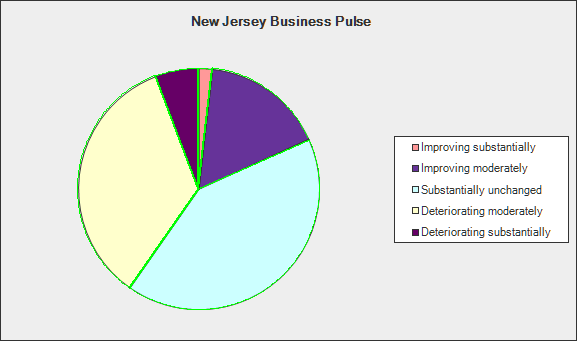 New Jersey Business Pulse
Improving substantially
Improving moderately
Substantially unchanged
Deteriorating moderately
Deteriorating substantially